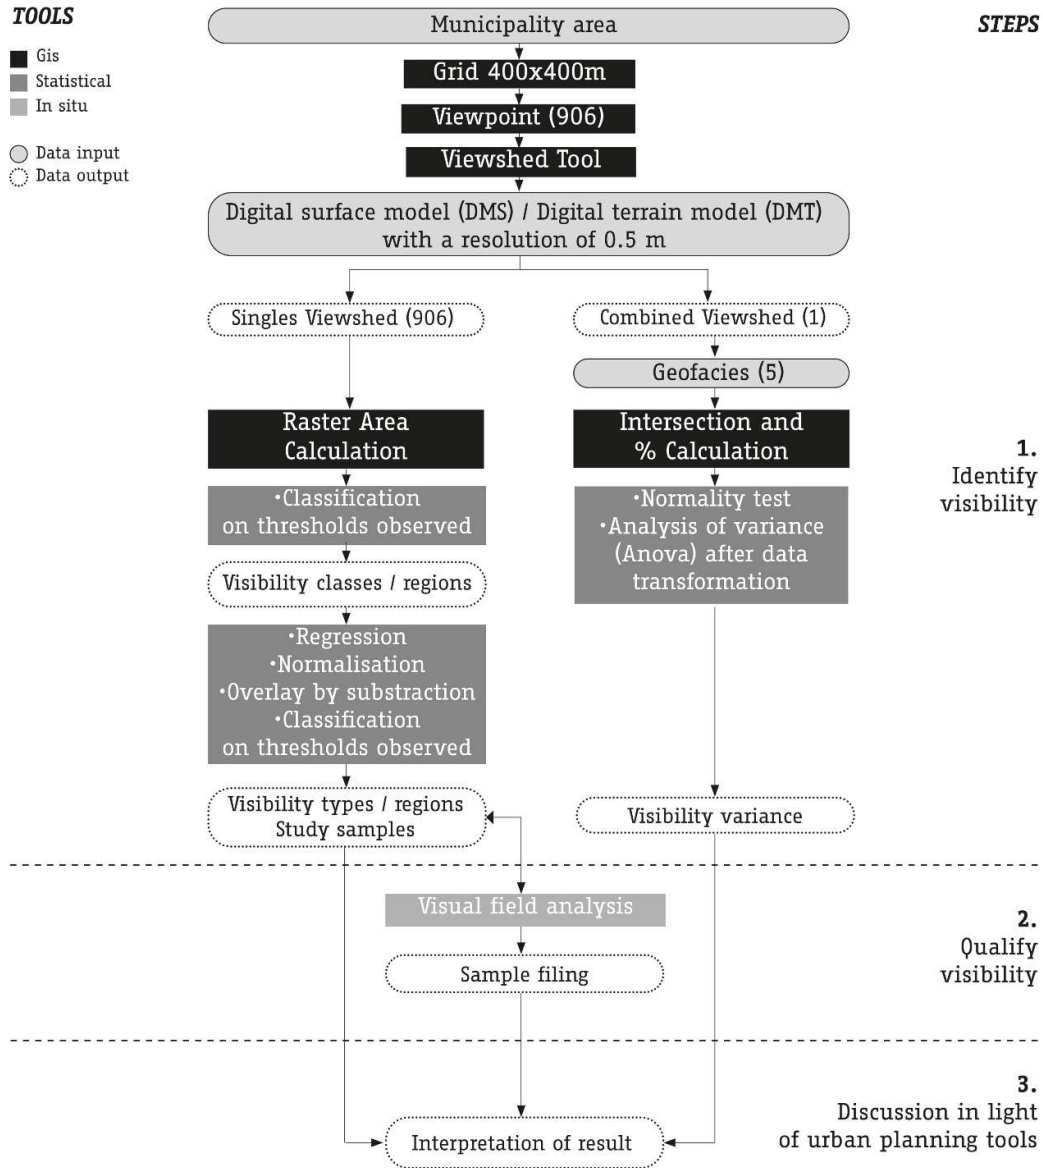 TOOLS
Gis
Statistical
In situ
Data input
Data output
STEPS
Municipality area
Grid 400x400m
Viewpoint (906)
Viewshed Tool
Digital surface model (DMS) / Digital terrain model (DMT)
with a resolution of 0.5 m
Singles Viewshed (906)
Combined Viewshed (1)
Geofacies (5)
Raster Area
Calculation
Intersection and
% Calculation
•Classification
on thresholds observed
•Normality test
•Analysis of variance
(Anova) after data
transformation
Visibility classes / regions
•Regression
•Normalisation
•Overlay by substraction
•Classification
on thresholds observed
Visibility types / regions
Study samples
Visibility variance
1.
Identify
visibility
Visual field analysis
Sample filing
2.
Qualify
visibility
Interpretation of result
3.
Discussion in light
of urban planning tools